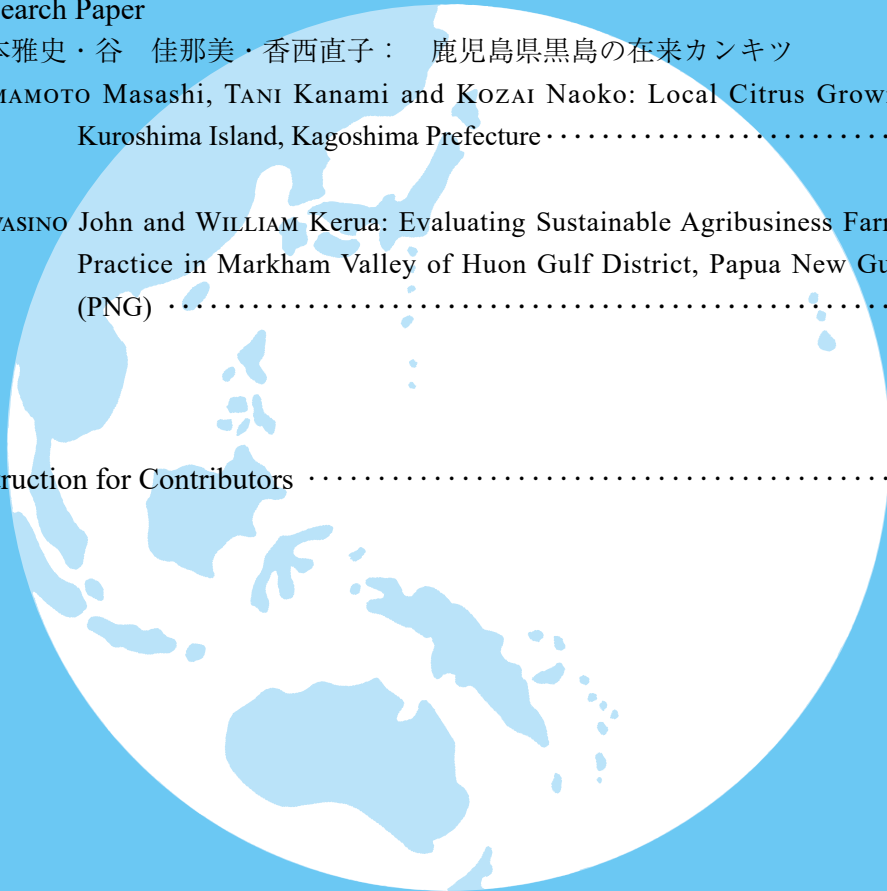 earch Paper
本雅史・谷　佳那美・香西直子：　鹿児島県黒島の在来カンキツ
MAMOTO Masashi, TANI Kanami and KOZAI Naoko: Local Citrus Grow
Kuroshima Island, Kagoshima Prefecture
ASINO John and WILLIAM Kerua: Evaluating Sustainable Agribusiness Far
Practice in Markham Valley of Huon Gulf District, Papua New Gu
(PNG)
ruction for Contributors